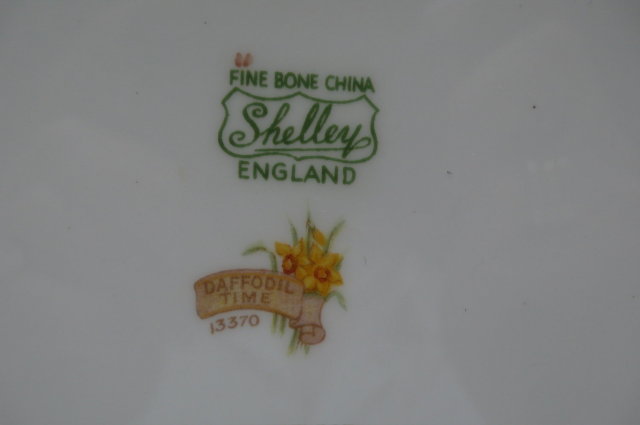 FINE BONE CHINA
Shelley
ENGLAND
DAFFODIL
TIME
13370